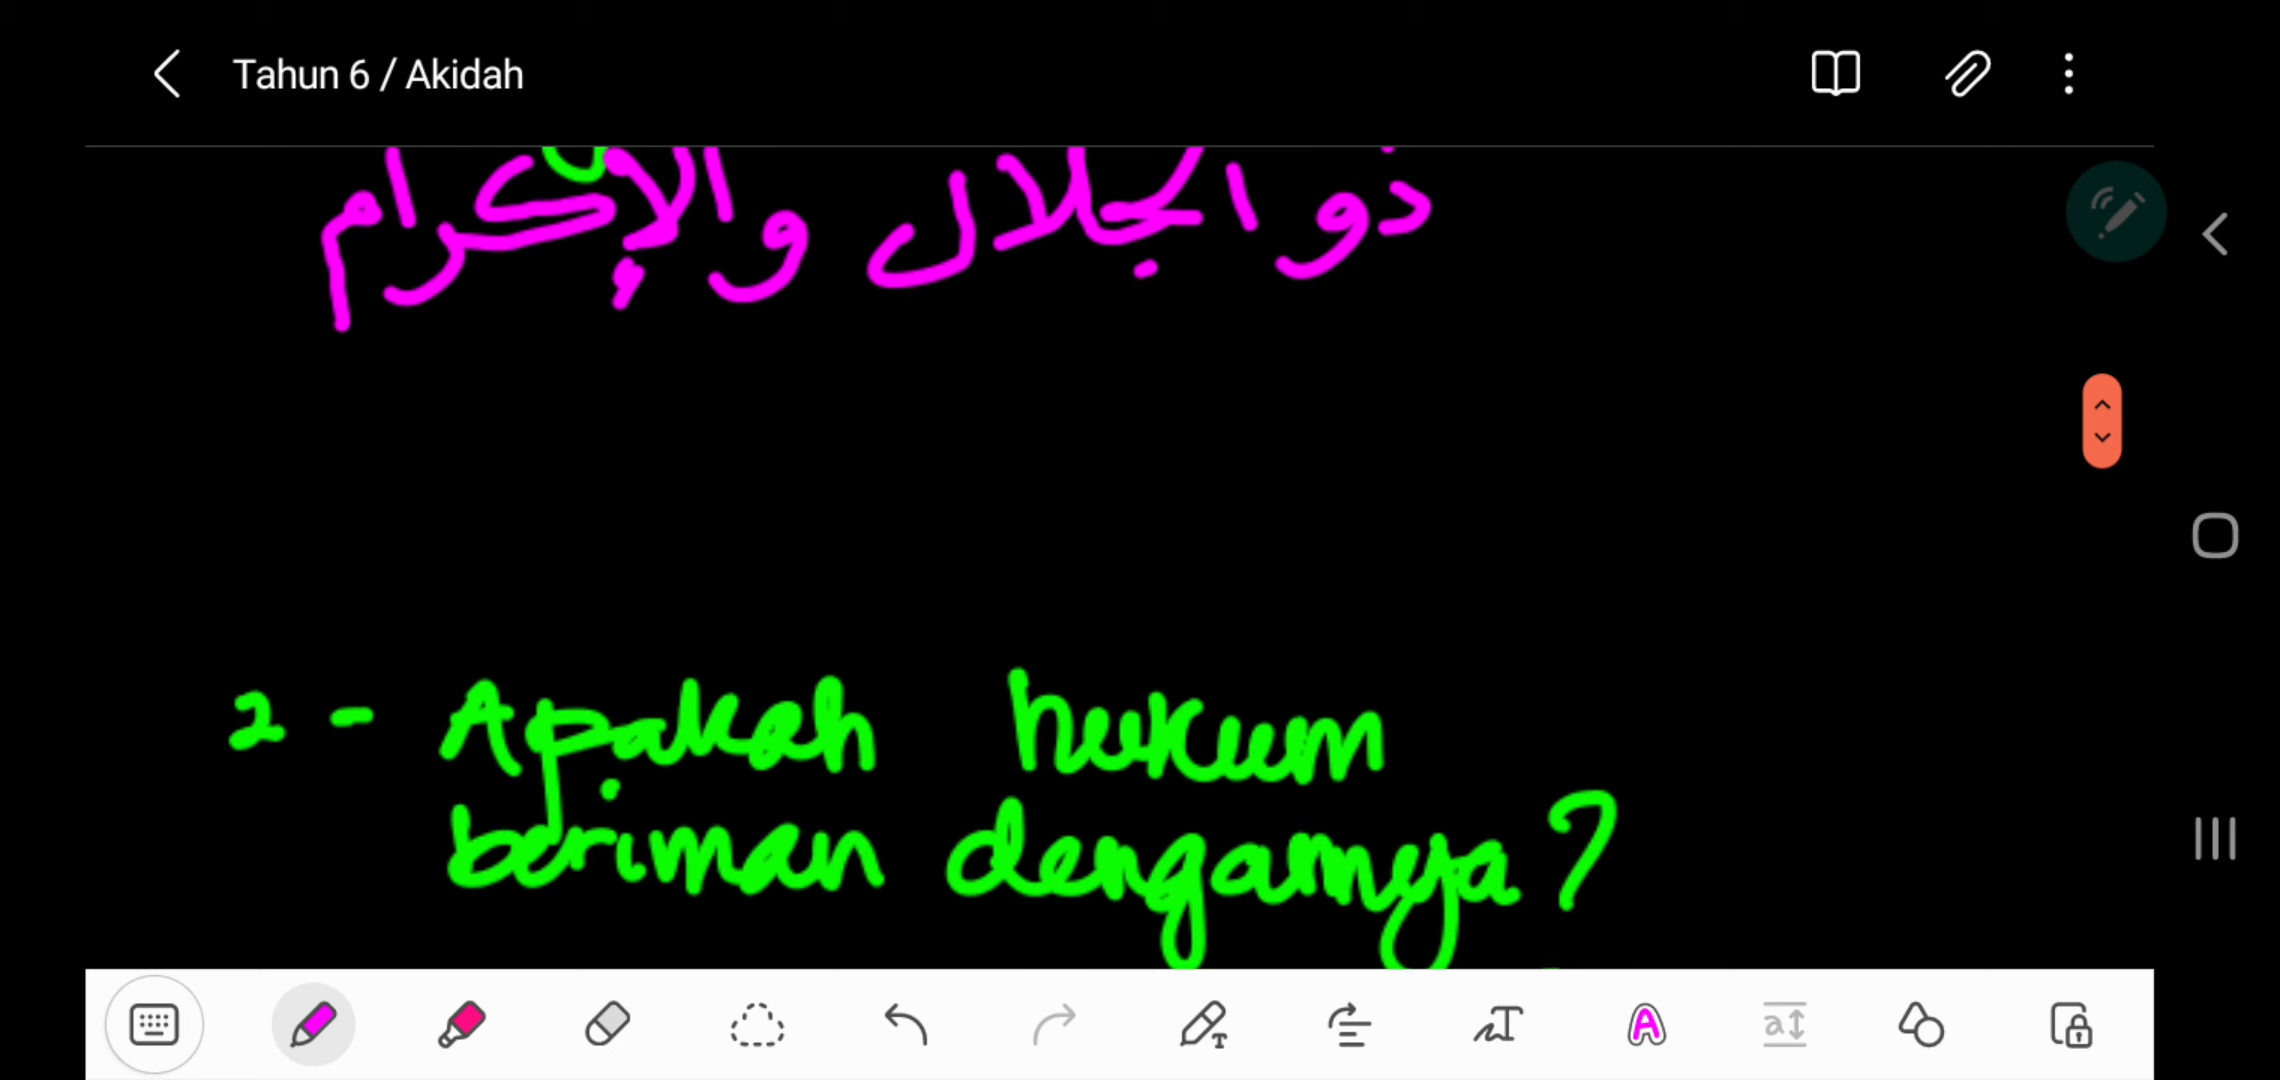 Tahun 6 / Akidah
ذو الجلال والإكرام
2 - Apakah hukum
beriman dengannya?